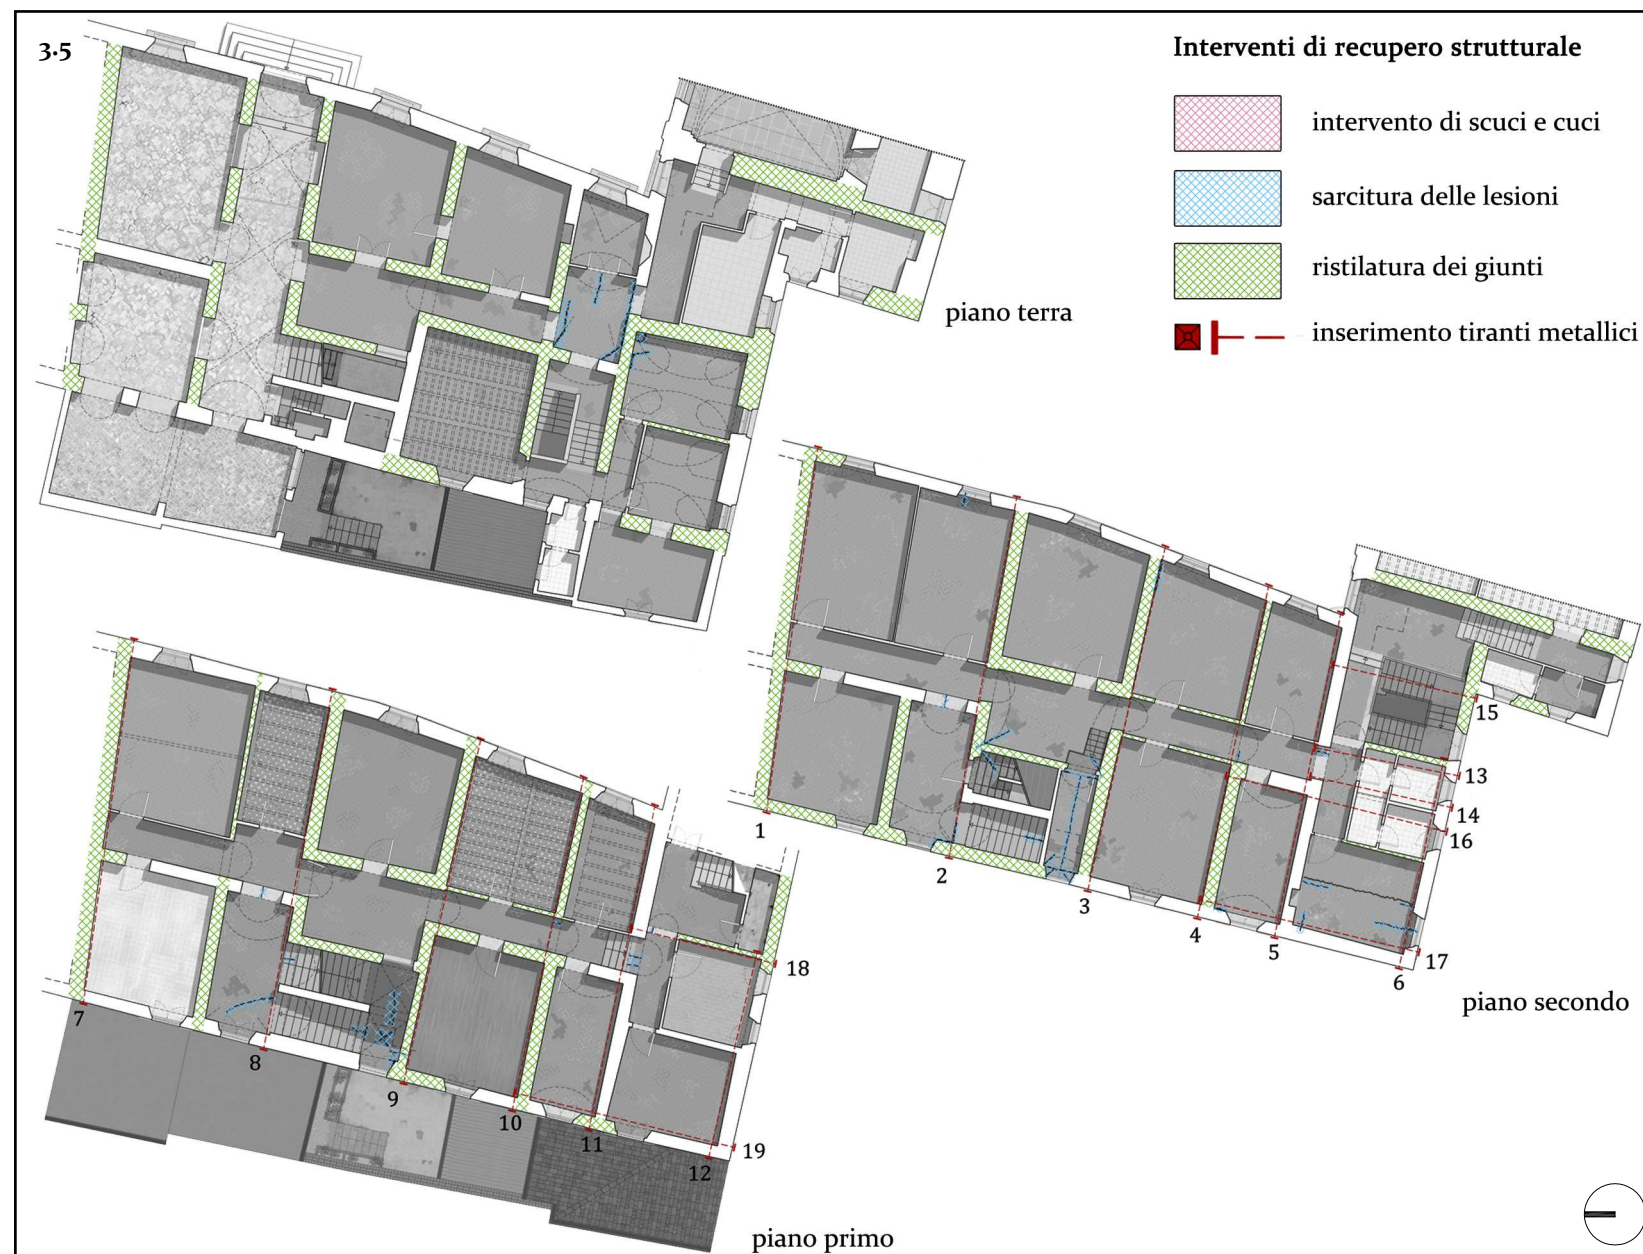 3.5
Interventi di recupero strutturale
intervento di scuci e cuci
sarcitura delle lesioni
ristilatura dei giunti
inserimento tiranti metallici
piano terra
1
2
3
4
5
6
17
16
14
13
15
piano secondo
7
8
9
10
11
12
19
18
piano primo